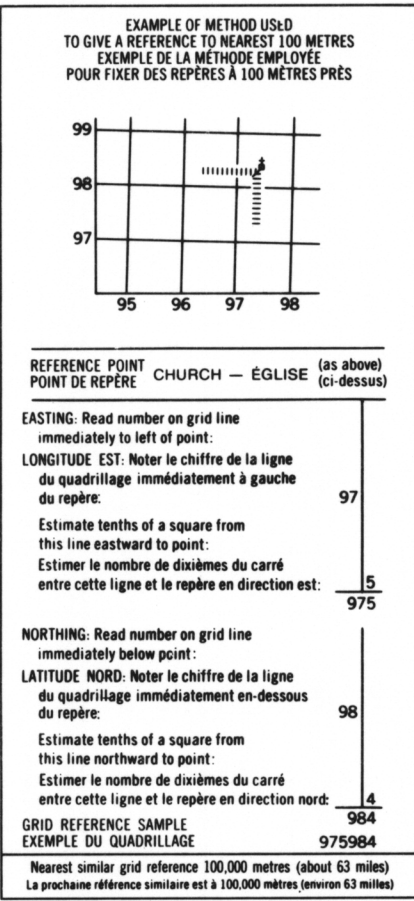 EXAMPLE OF METHOD USED
TO GIVE A REFERENCE TO NEAREST 100 METRES
EXEMPLE DE LA MÉTHODE EMPLOYÉE
POUR FIXER DES REPÈRES À 100 MÈTRES PRÈS
99
98
97
95 96 97 98
REFERENCE POINT
POINT DE REPÈRE
CHURCH — ÉGLISE
(as above)
(ci-dessus)
EASTING: Read number on grid line
immediately to left of point:
LONGITUDE EST: Noter le chiffre de la ligne
du quadrillage immédiatement à gauche
du repère: 97
Estimate tenths of a square from
this line eastward to point:
Estimer le nombre de dixièmes du carré
entre cette ligne et le repère en direction est: 5
975
NORTHING: Read number on grid line
immediately below point:
LATITUDE NORD: Noter le chiffre de la ligne
du quadrillage immédiatement en-dessous
du repère: 98
Estimate tenths of a square from
this line northward to point:
Estimer le nombre de dixièmes du carré
entre cette ligne et le repère en direction nord: 4
984
GRID REFERENCE SAMPLE
EXEMPLE DU QUADRILLAGE 975984
Nearest similar grid reference 100,000 metres (about 63 miles)
La prochaine référence similaire est à 100,000 mètres (environ 63 milles)